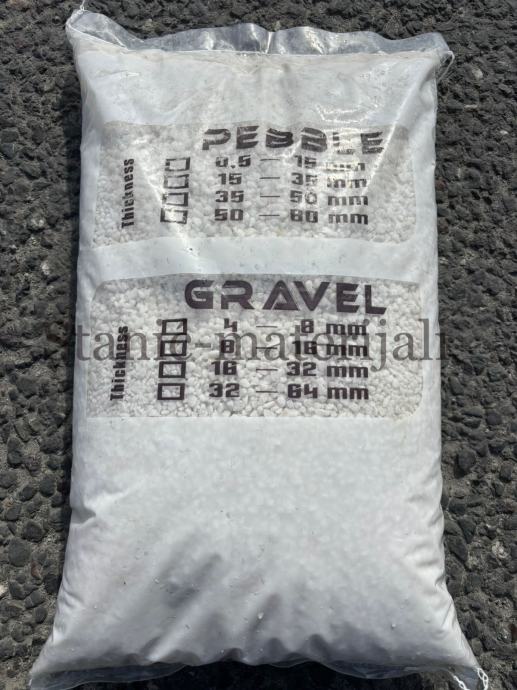 PEBBLE
Thickness
☐ 0,5 — 15 mm
☐ 15 — 35 mm
☐ 35 — 50 mm
☐ 50 — 80 mm
GRAVEL
Thickness
☐ 4 — 8 mm
☐ 8 — 16 mm
☐ 16 — 32 mm
☐ 32 — 64 mm